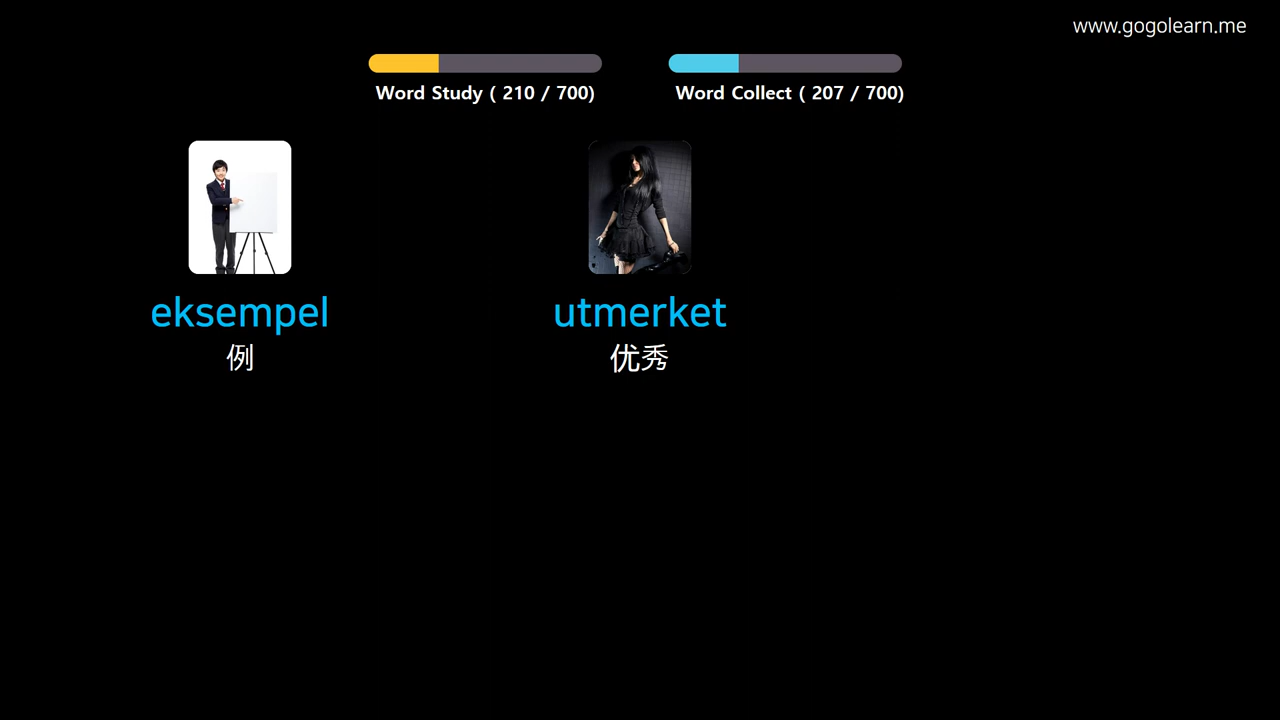 www.gogolearn.me
Word Study ( 210 / 700)
Word Collect ( 207 / 700)
eksempel
例
utmerket
优秀